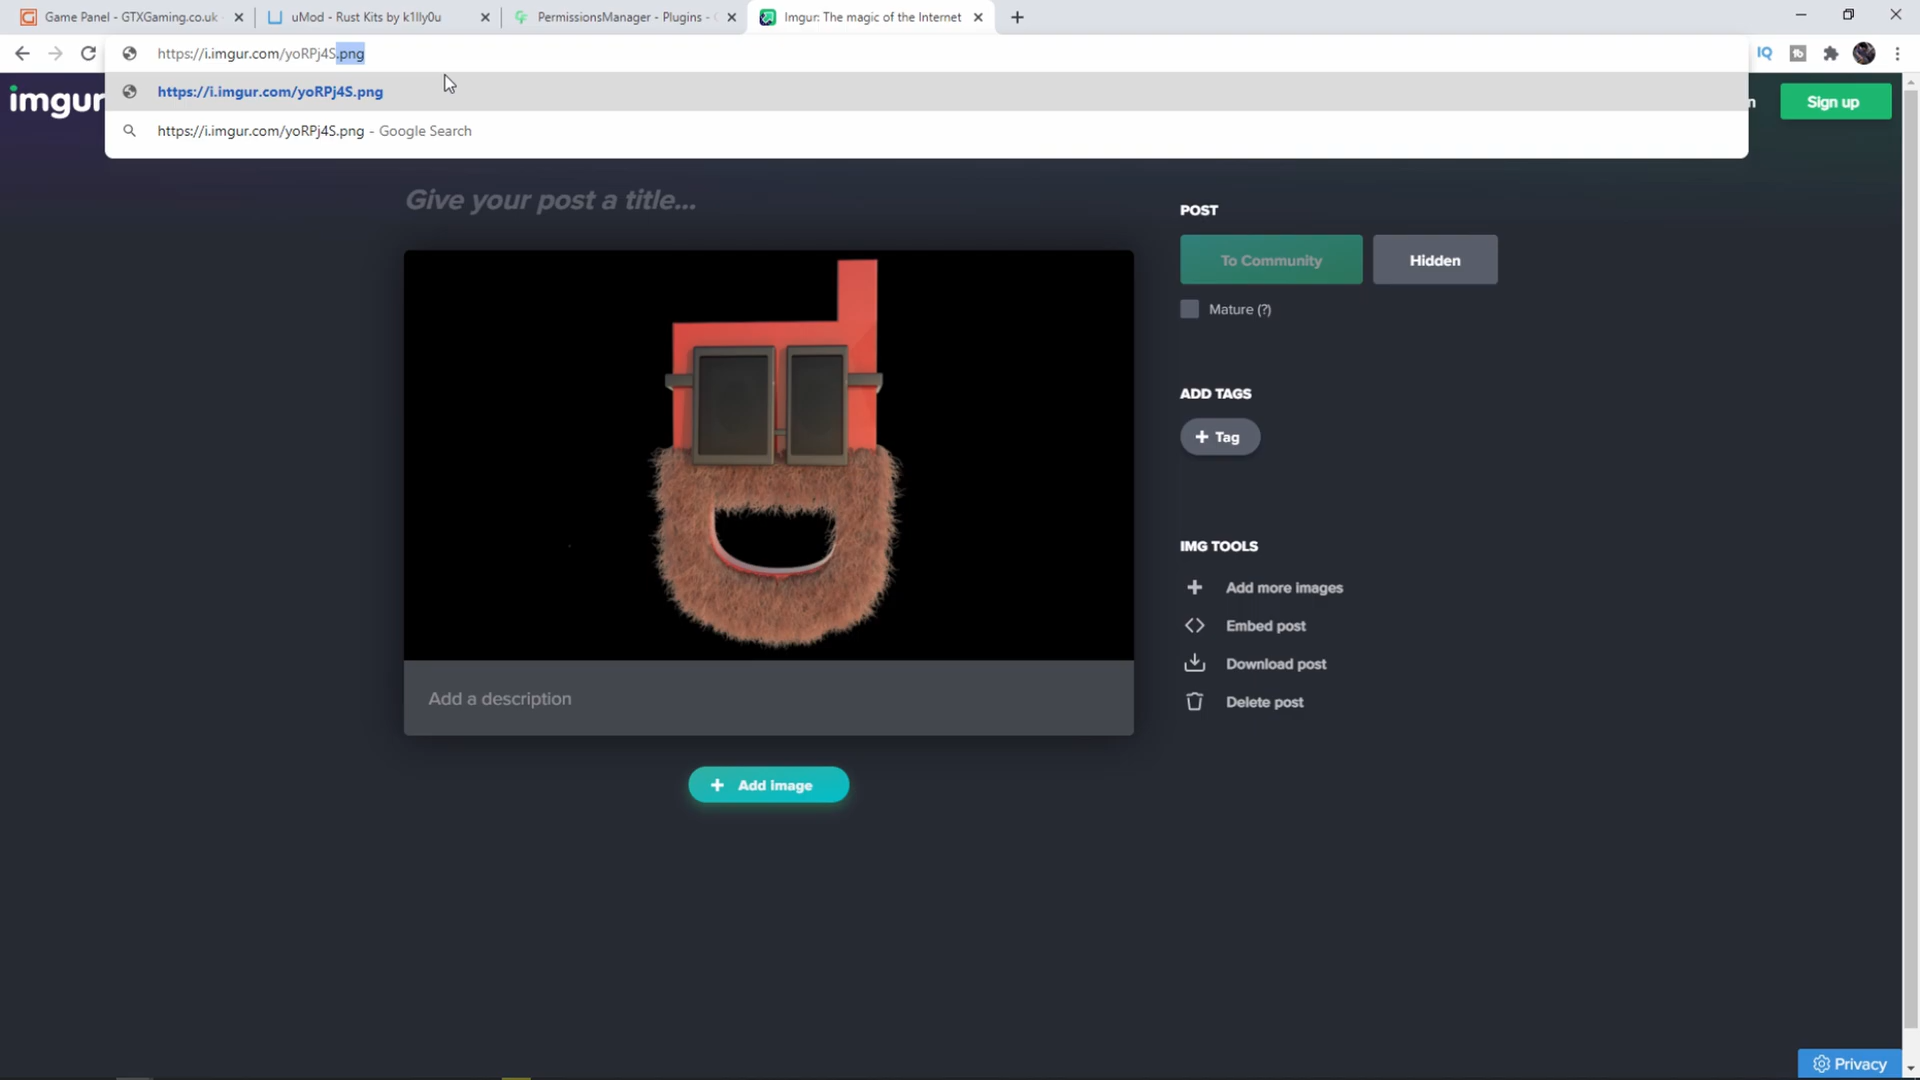 Game Panel - GTXGaming.co.uk
uMod - Rust Kits by k1lly0u
PermissionsManager - Plugins -
Imgur: The magic of the Internet
https://i.imgur.com/yoRPj4S.png
IQ
https://i.imgur.com/yoRPj4S.png
https://i.imgur.com/yoRPj4S.png - Google Search
imgur
n
Sign up
Give your post a title...
POST
To Community
Hidden
Mature (?)
ADD TAGS
+ Tag
IMG TOOLS
Add more images
Embed post
Download post
Delete post
Add a description
+ Add image
Privacy